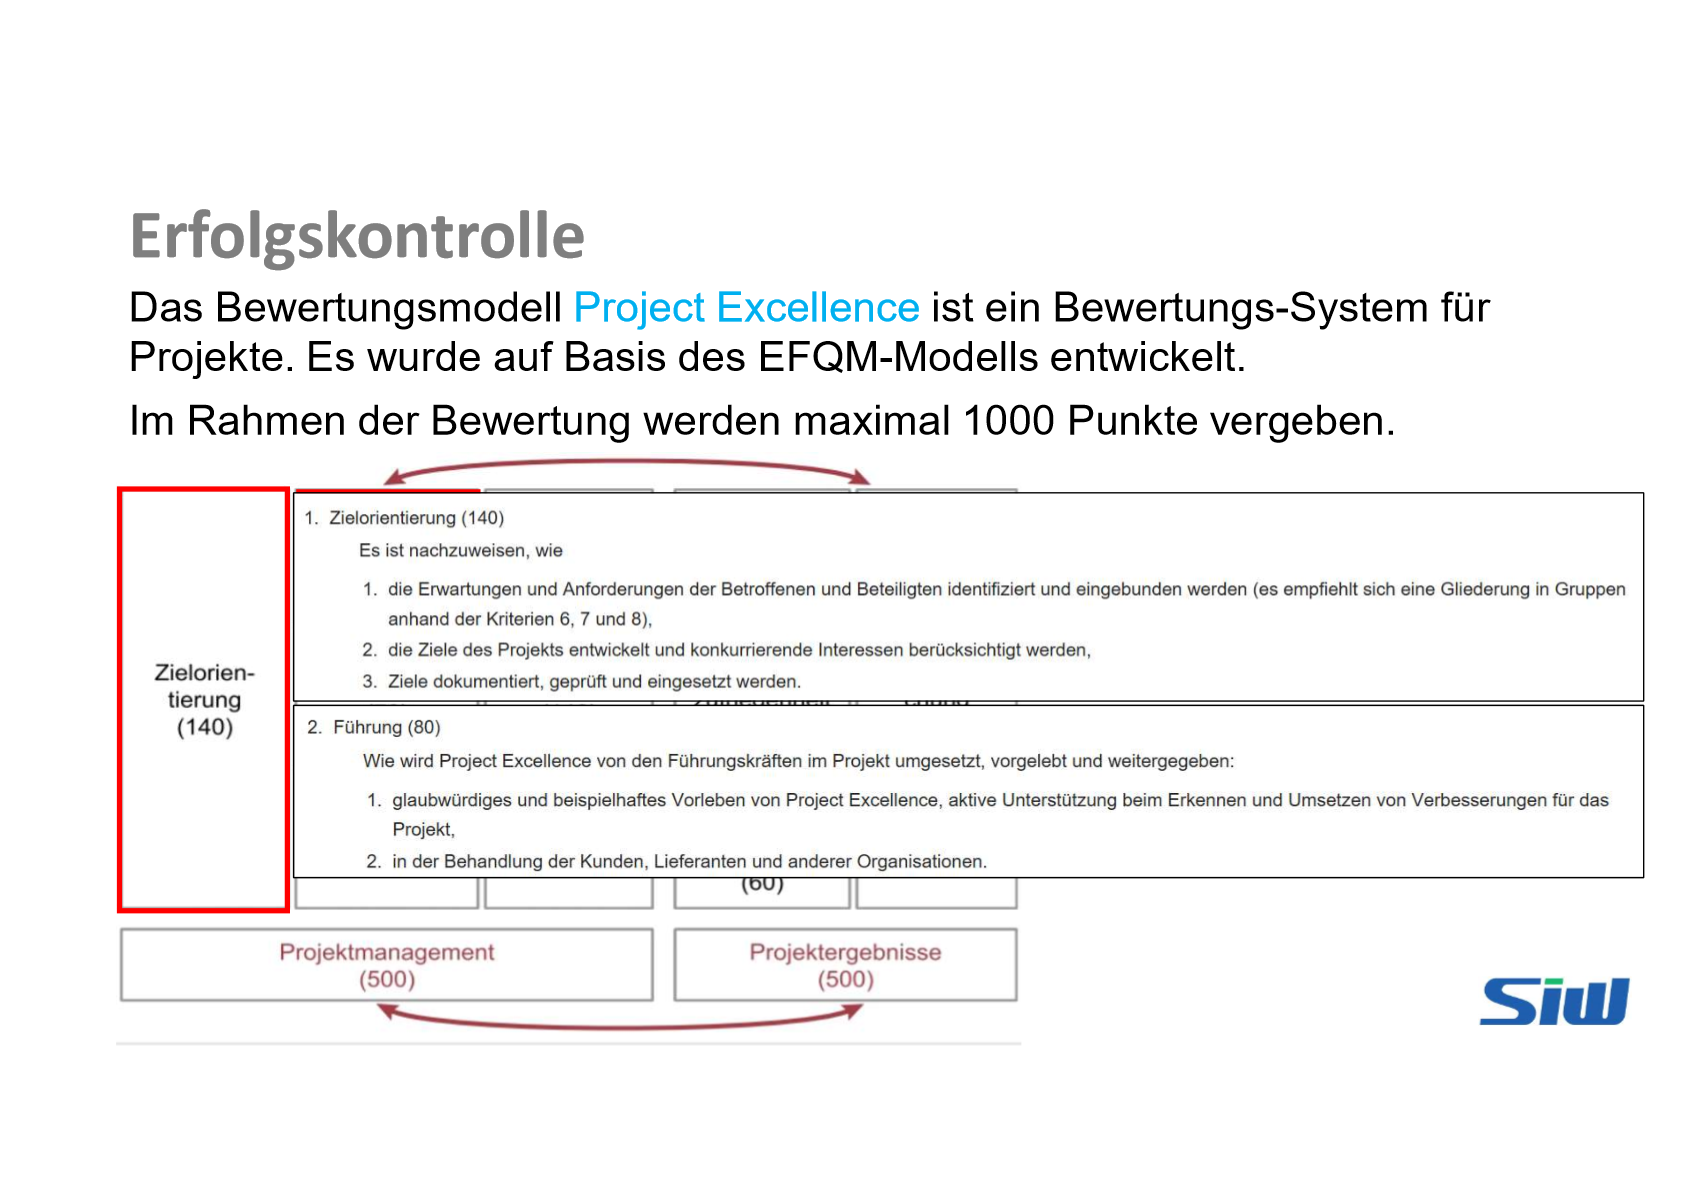 Erfolgskontrolle
Das Bewertungsmodell Project Excellence ist ein Bewertungs-System für
Projekte. Es wurde auf Basis des EFQM-Modells entwickelt.
Im Rahmen der Bewertung werden maximal 1000 Punkte vergeben.
1. Zielorientierung (140)
Es ist nachzuweisen, wie
1. die Erwartungen und Anforderungen der Betroffenen und Beteiligten identifiziert und eingebunden werden (es empfiehlt sich eine Gliederung in Gruppen
anhand der Kriterien 6, 7 und 8),
2. die Ziele des Projekts entwickelt und konkurrierende Interessen berücksichtigt werden,
3. Ziele dokumentiert, geprüft und eingesetzt werden.
Zielorien-
tierung
(140)
2. Führung (80)
Wie wird Project Excellence von den Führungskräften im Projekt umgesetzt, vorgelebt und weitergegeben:
1. glaubwürdiges und beispielhaftes Vorleben von Project Excellence, aktive Unterstützung beim Erkennen und Umsetzen von Verbesserungen für das
Projekt,
2. in der Behandlung der Kunden, Lieferanten und anderer Organisationen.
(60)
Projektmanagement
(500)
Projektergebnisse
(500)
Siw